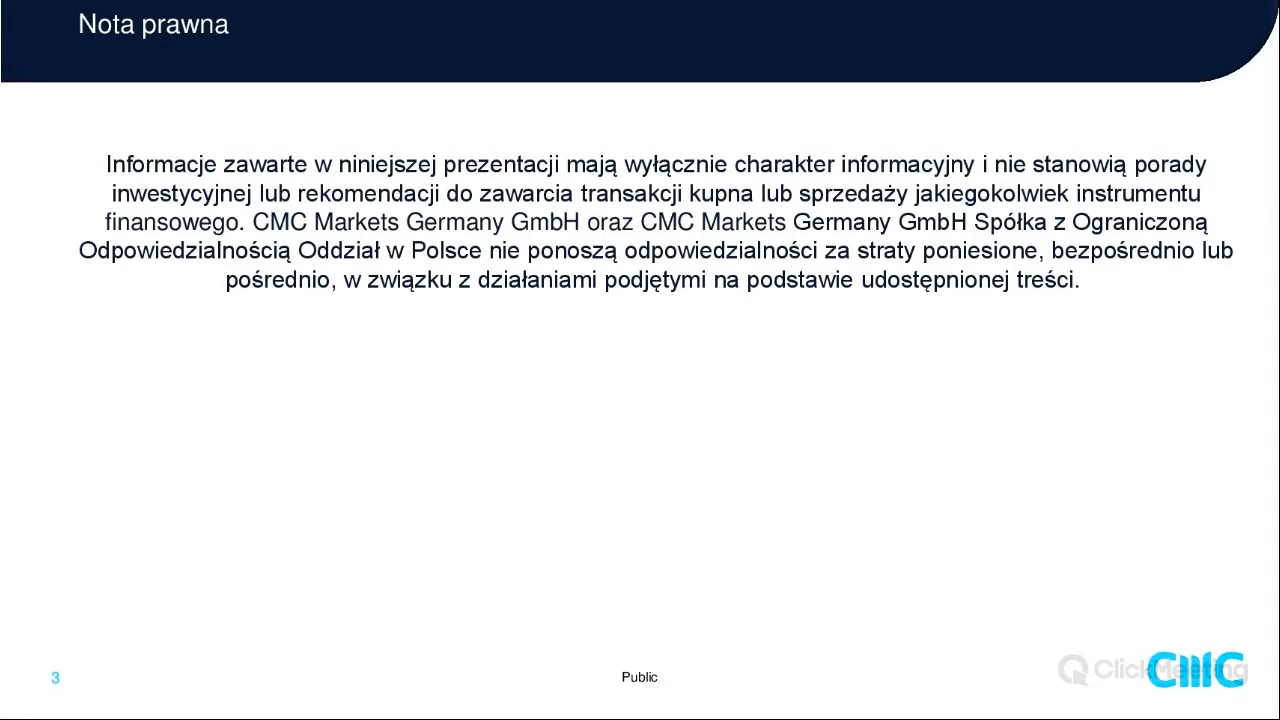 Nota prawna
Informacje zawarte w niniejszej prezentacji mają wyłącznie charakter informacyjny i nie stanowią porady
inwestycyjnej lub rekomendacji do zawarcia transakcji kupna lub sprzedaży jakiegokolwiek instrumentu
finansowego. CMC Markets Germany GmbH oraz CMC Markets Germany GmbH Spółka z Ograniczoną
Odpowiedzialnością Oddział w Polsce nie ponoszą odpowiedzialności za straty poniesione, bezpośrednio lub
pośrednio, w związku z działaniami podjętymi na podstawie udostępnionej treści.
3
Public
ClickMeeting
CMC